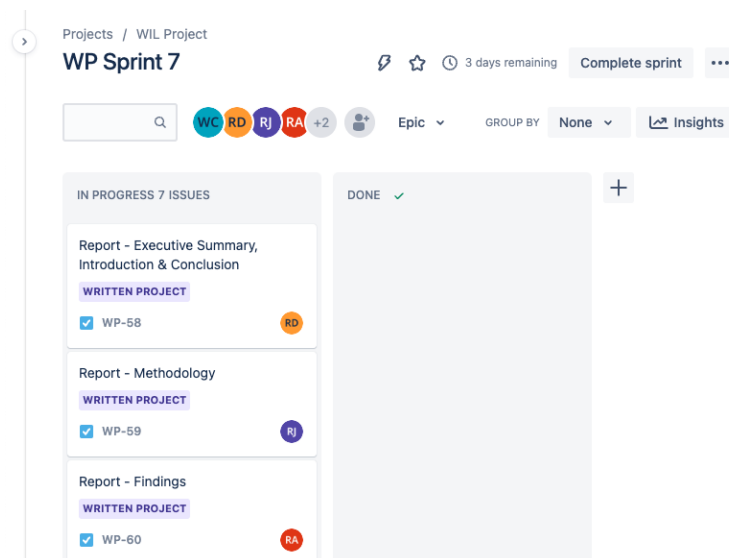 Projects / WIL Project
WP Sprint 7
3 days remaining
Complete sprint
WC RD RJ RA +2
Epic
GROUP BY None
Insights
IN PROGRESS 7 ISSUES
Report - Executive Summary,
Introduction & Conclusion
WRITTEN PROJECT
WP-58
RD
Report - Methodology
WRITTEN PROJECT
WP-59
RJ
Report - Findings
WRITTEN PROJECT
WP-60
RA
DONE